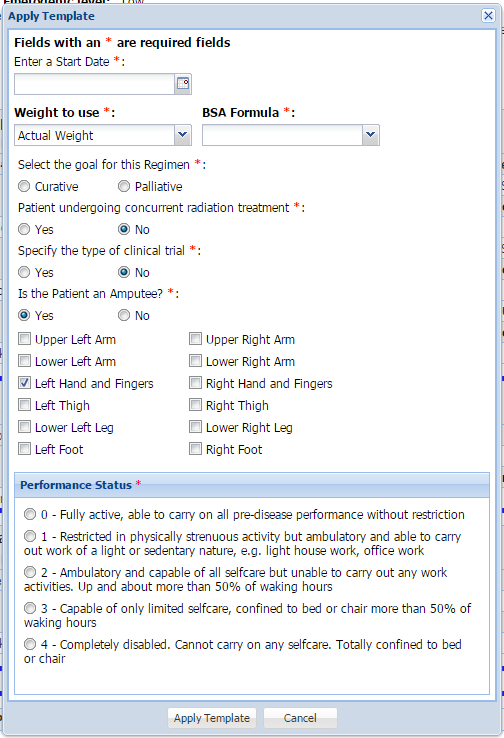 Emetogenic level: Low
Apply Template
Fields with an * are required fields
Enter a Start Date *:
Weight to use *: BSA Formula *:
Actual Weight
Select the goal for this Regimen *:
Curative Palliative
Patient undergoing concurrent radiation treatment *:
Yes No
Specify the type of clinical trial *:
Yes No
Is the Patient an Amputee? *:
Yes No
Upper Left Arm Upper Right Arm
Lower Left Arm Lower Right Arm
Left Hand and Fingers Right Hand and Fingers
Left Thigh Right Thigh
Lower Left Leg Lower Right Leg
Left Foot Right Foot
Performance Status *
0 - Fully active, able to carry on all pre-disease performance without restriction
1 - Restricted in physically strenuous activity but ambulatory and able to carry
out work of a light or sedentary nature, e.g. light house work, office work
2 - Ambulatory and capable of all selfcare but unable to carry out any work
activities. Up and about more than 50% of waking hours
3 - Capable of only limited selfcare, confined to bed or chair more than 50% of
waking hours
4 - Completely disabled. Cannot carry on any selfcare. Totally confined to bed
or chair
Apply Template Cancel